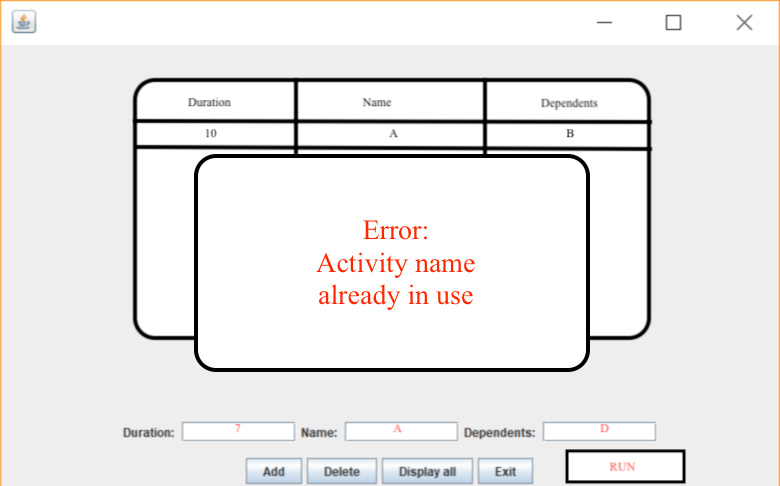 Duration Name Dependents
10 A B
Error:
Activity name
already in use
Duration: 7 Name: A Dependents: D
Add Delete Display all Exit RUN